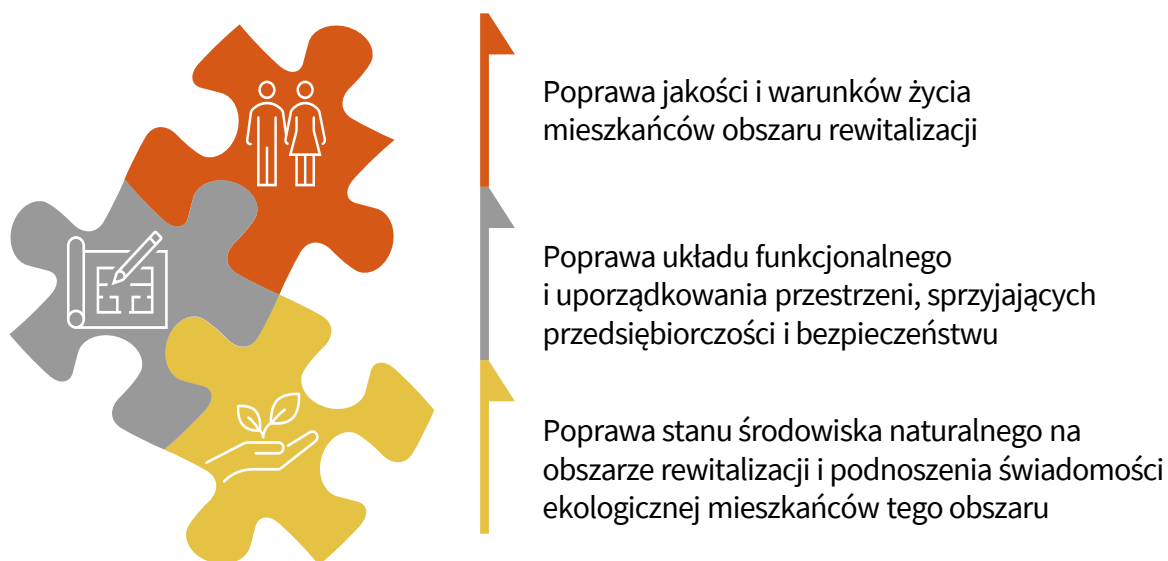 Poprawa jakości i warunków życia
mieszkańców obszaru rewitalizacji
Poprawa układu funkcjonalnego
i uporządkowania przestrzeni, sprzyjających
przedsiębiorczości i bezpieczeństwu
Poprawa stanu środowiska naturalnego na
obszarze rewitalizacji i podnoszenia świadomości
ekologicznej mieszkańców tego obszaru